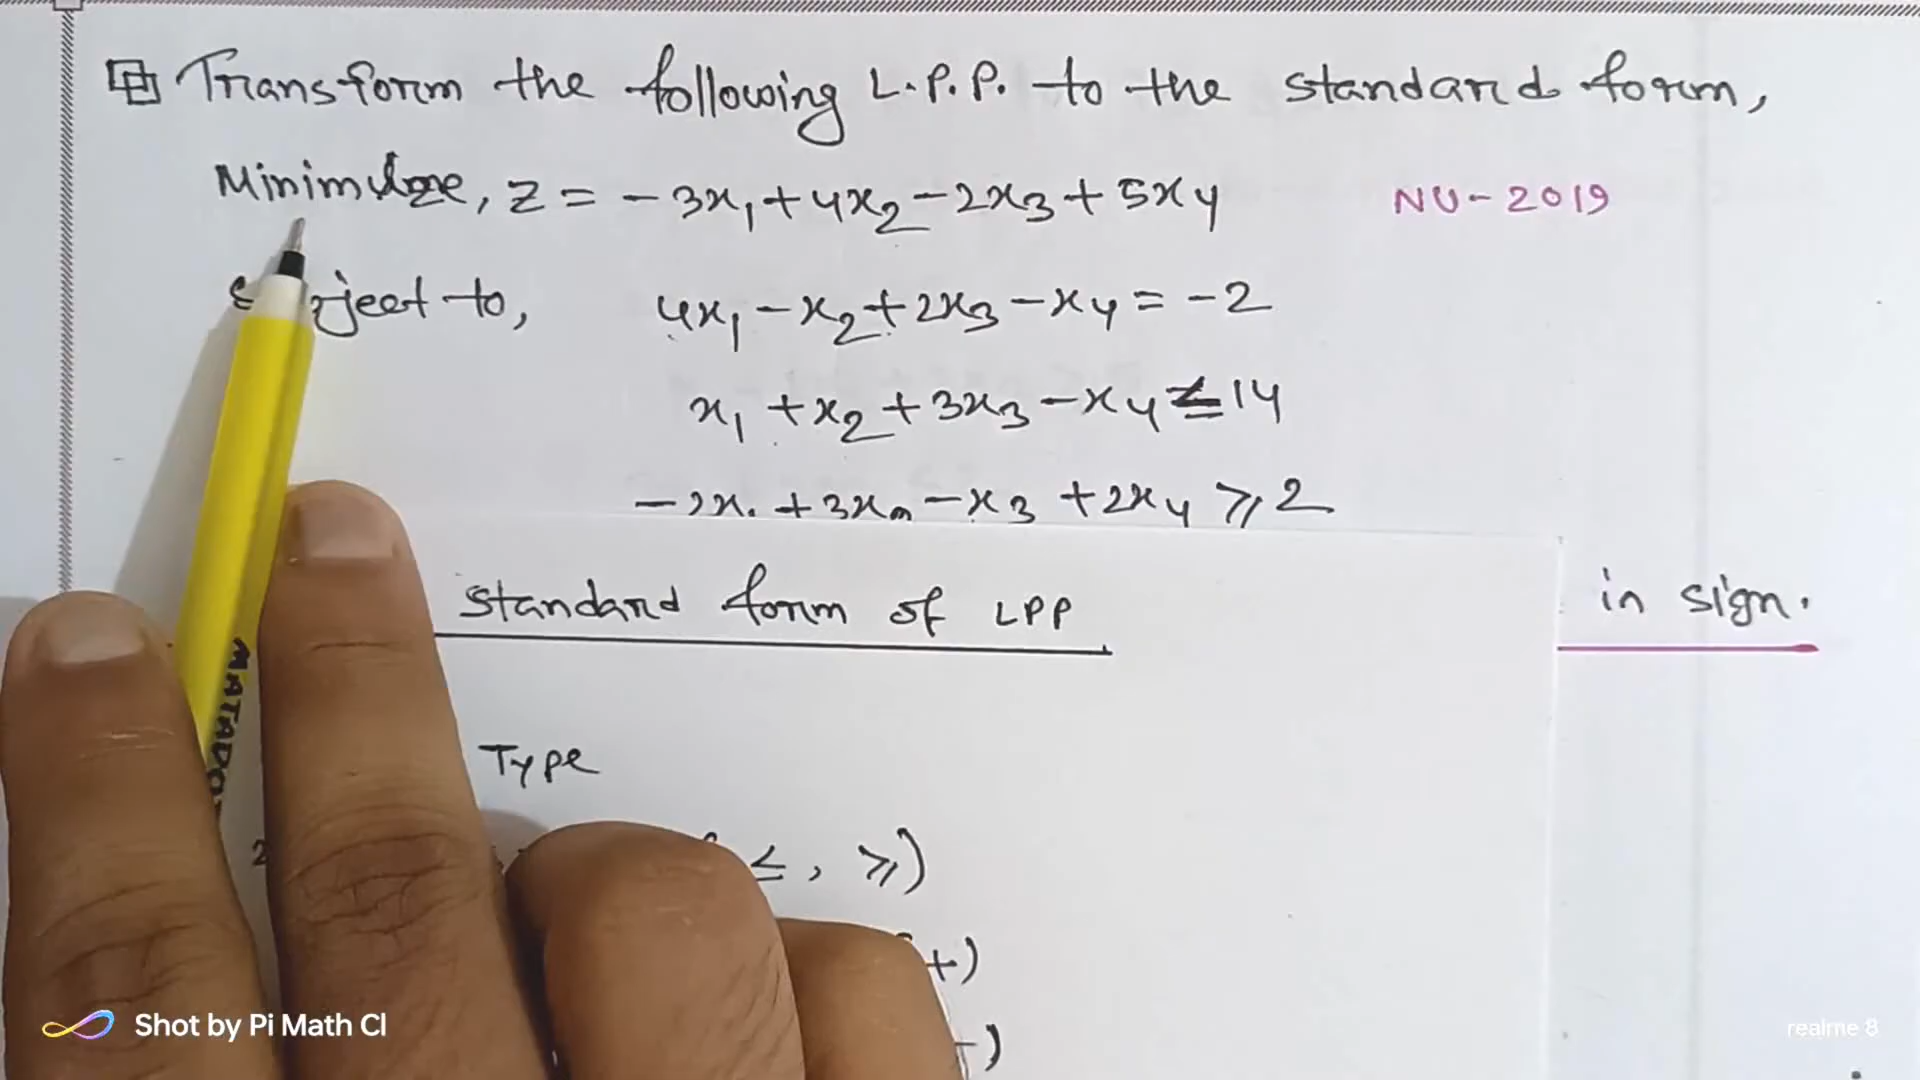 Transform the following L.P.P. to the standard form,
Minimize, z = -3x₁ + 4x₂ - 2x₃ + 5x₄ NU-2019
to, 4x₁ - x₂ + 2x₃ - x₄ = -2
x₁ + x₂ + 3x₃ - x₄ ≤ 14
- x₃ + 2x₄ ≥ 2
standard form of LPP
in sign.
Type
≤, ≥)
+)
-)
MATADO
Shot by Pi Math Cl
realme 8